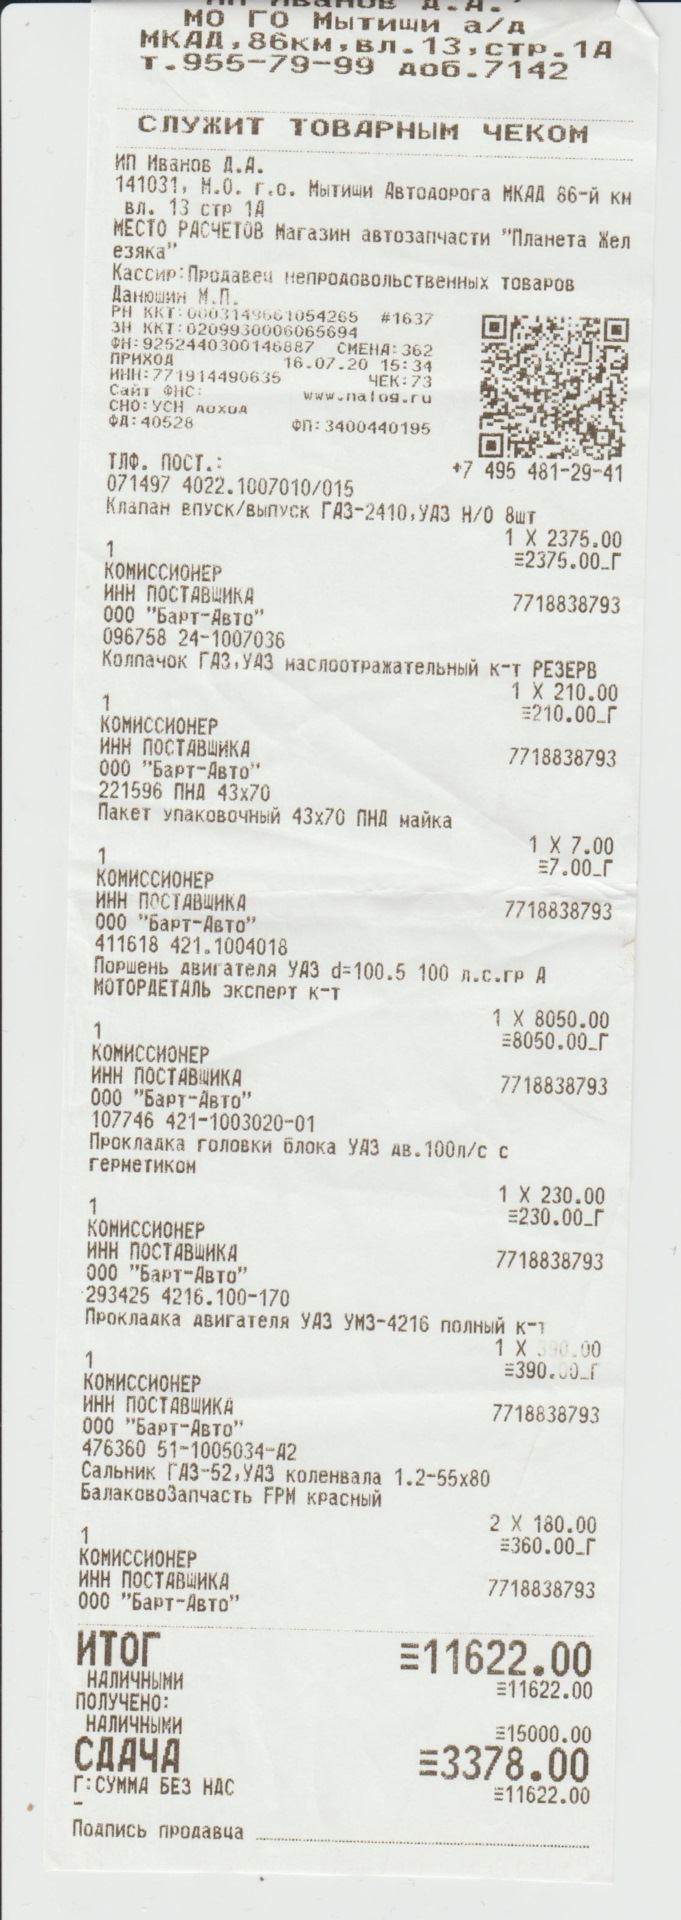 ИП Иванов Д.А.
МО ГО Мытищи а/д
МКАД,86км,вл.13,стр.1А
т.955-79-99 доб.7142
СЛУЖИТ ТОВАРНЫМ ЧЕКОМ
ИП Иванов Д.А.
141031, М.О. г.о. Мытищи Автодорога МКАД 86-й км
вл. 13 стр 1А
МЕСТО РАСЧЕТОВ Магазин автозапчасти "Планета Жел
езяка"
Кассир:Продавец непродовольственных товаров
Данюшин М.П.
РН ККТ:0003149661054265 #1637
ЗН ККТ:0209930006065694
ФН:9252440300146887 СМЕНА:362
ПРИХОД 16.07.20 15:34
ИНН:771914490635 ЧЕК:73
Сайт ФНС: www.nalog.ru
СНО:УСН доход
ФД:40528 ФП:3400440195
ТЛФ. ПОСТ.: +7 495 481-29-41
071497 4022.1007010/015
Клапан впуск/выпуск ГАЗ-2410,УАЗ Н/О 8шт
1 X 2375.00
1 ≡2375.00_Г
КОМИССИОНЕР
ИНН ПОСТАВЩИКА 7718838793
ООО "Барт-Авто"
096758 24-1007036
Колпачок ГАЗ,УАЗ маслоотражательный к-т РЕЗЕРВ
1 X 210.00
1 ≡210.00_Г
КОМИССИОНЕР
ИНН ПОСТАВЩИКА 7718838793
ООО "Барт-Авто"
221596 ПНД 43х70
Пакет упаковочный 43х70 ПНД майка
1 X 7.00
1 ≡7.00_Г
КОМИССИОНЕР
ИНН ПОСТАВЩИКА 7718838793
ООО "Барт-Авто"
411618 421.1004018
Поршень двигателя УАЗ d=100.5 100 л.с.гр А
МОТОРДЕТАЛЬ эксперт к-т
1 X 8050.00
1 ≡8050.00_Г
КОМИССИОНЕР
ИНН ПОСТАВЩИКА 7718838793
ООО "Барт-Авто"
107746 421-1003020-01
Прокладка головки блока УАЗ дв.100л/с с
герметиком
1 X 230.00
1 ≡230.00_Г
КОМИССИОНЕР
ИНН ПОСТАВЩИКА 7718838793
ООО "Барт-Авто"
293425 4216.100-170
Прокладка двигателя УАЗ УМЗ-4216 полный к-т
1 X 390.00
1 ≡390.00_Г
КОМИССИОНЕР
ИНН ПОСТАВЩИКА 7718838793
ООО "Барт-Авто"
476360 51-1005034-А2
Сальник ГАЗ-52,УАЗ коленвала 1.2-55х80
БалаковоЗапчасть FPM красный
2 X 180.00
1 ≡360.00_Г
КОМИССИОНЕР
ИНН ПОСТАВЩИКА 7718838793
ООО "Барт-Авто"
ИТОГ ≡11622.00
НАЛИЧНЫМИ ≡11622.00
ПОЛУЧЕНО:
НАЛИЧНЫМИ ≡15000.00
СДАЧА ≡3378.00
Г:СУММА БЕЗ НДС ≡11622.00
-
Подпись продавца